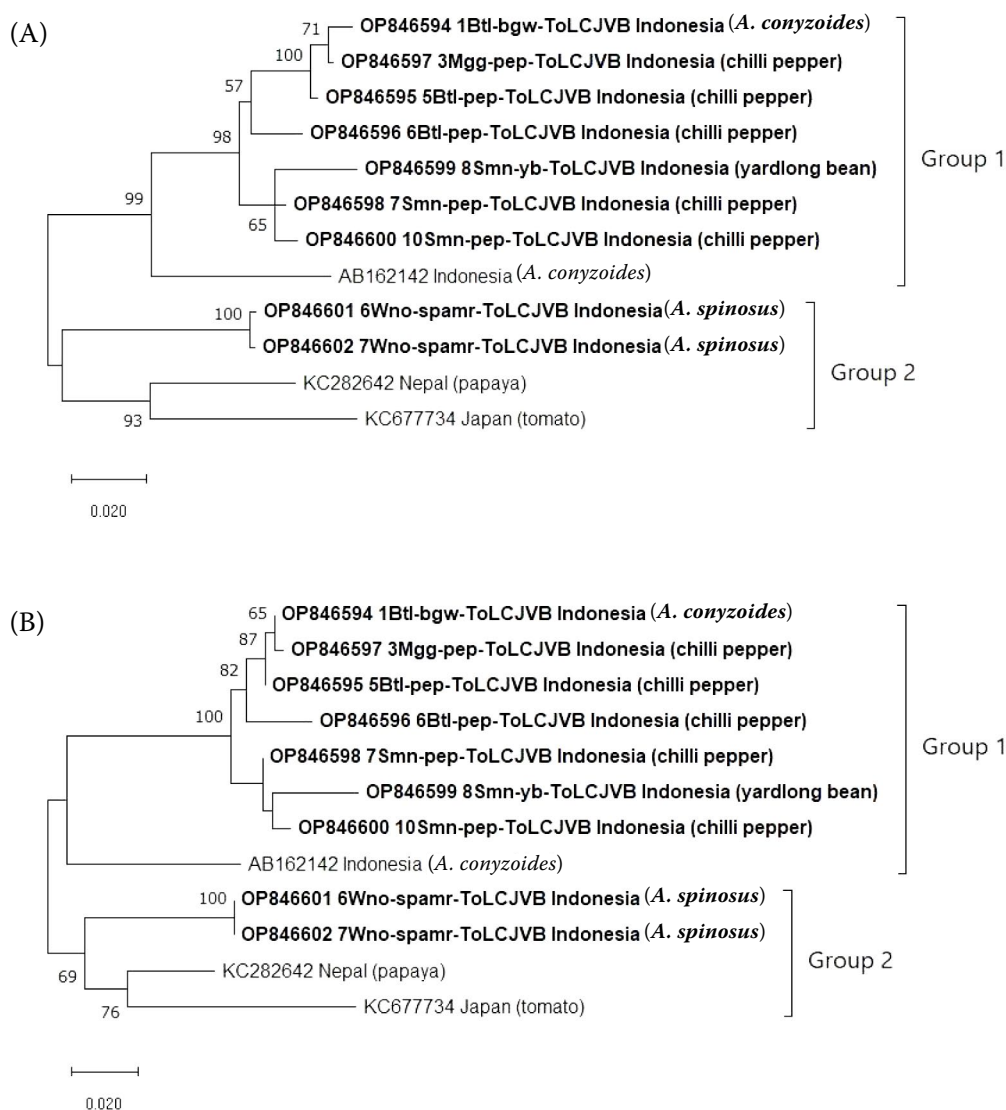 (A)
71
OP846594 1Btl-bgw-ToLCJVB Indonesia (A. conyzoides)
100
OP846597 3Mgg-pep-ToLCJVB Indonesia (chilli pepper)
57
OP846595 5Btl-pep-ToLCJVB Indonesia (chilli pepper)
98
OP846596 6Btl-pep-ToLCJVB Indonesia (chilli pepper)
Group 1
OP846599 8Smn-yb-ToLCJVB Indonesia (yardlong bean)
99
OP846598 7Smn-pep-ToLCJVB Indonesia (chilli pepper)
65
OP846600 10Smn-pep-ToLCJVB Indonesia (chilli pepper)
AB162142 Indonesia (A. conyzoides)
100
OP846601 6Wno-spamr-ToLCJVB Indonesia(A. spinosus)
OP846602 7Wno-spamr-ToLCJVB Indonesia(A. spinosus)
Group 2
KC282642 Nepal (papaya)
93
KC677734 Japan (tomato)
0.020
(B)
65
OP846594 1Btl-bgw-ToLCJVB Indonesia (A. conyzoides)
87
OP846597 3Mgg-pep-ToLCJVB Indonesia (chilli pepper)
82
OP846595 5Btl-pep-ToLCJVB Indonesia (chilli pepper)
100
OP846596 6Btl-pep-ToLCJVB Indonesia (chilli pepper)
Group 1
OP846598 7Smn-pep-ToLCJVB Indonesia (chilli pepper)
OP846599 8Smn-yb-ToLCJVB Indonesia (yardlong bean)
OP846600 10Smn-pep-ToLCJVB Indonesia (chilli pepper)
AB162142 Indonesia (A. conyzoides)
100
OP846601 6Wno-spamr-ToLCJVB Indonesia (A. spinosus)
OP846602 7Wno-spamr-ToLCJVB Indonesia (A. spinosus)
Group 2
69
KC282642 Nepal (papaya)
76
KC677734 Japan (tomato)
0.020